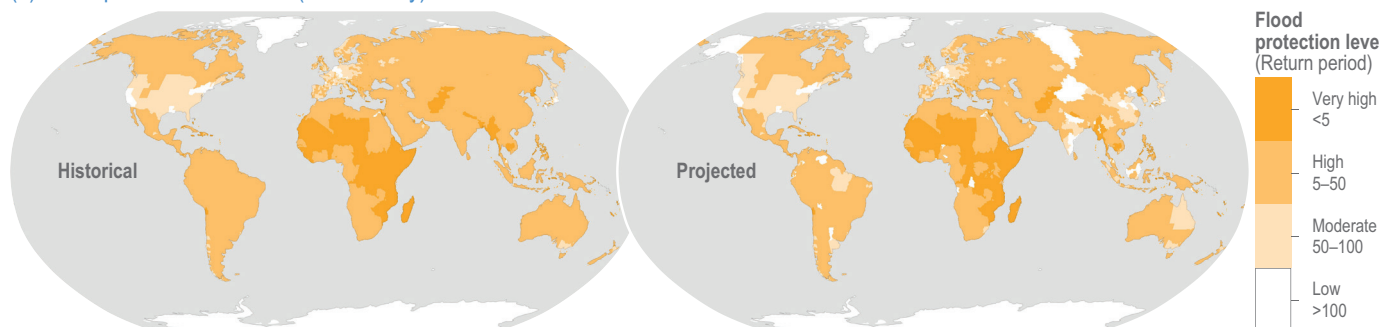 Historical
Projected
Flood
protection leve
(Return period)
Very high
<5
High
5–50
Moderate
50–100
Low
>100